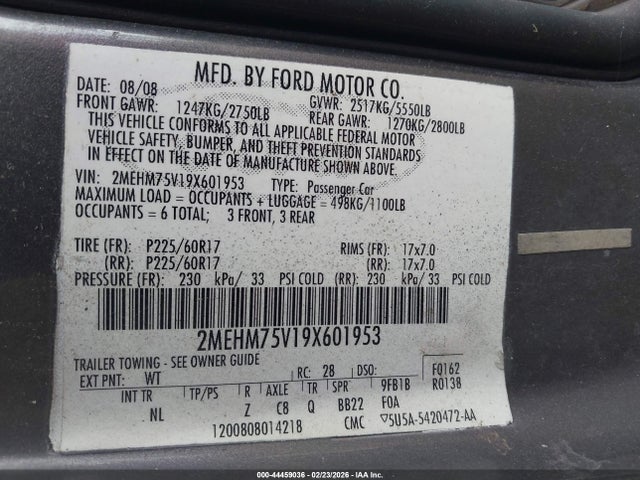 MFD. BY FORD MOTOR CO.
DATE: 08/08 GVWR: 2517KG/5550LB
FRONT GAWR: 1247KG/2750LB REAR GAWR: 1270KG/2800LB
THIS VEHICLE CONFORMS TO ALL APPLICABLE FEDERAL MOTOR
VEHICLE SAFETY, BUMPER, AND THEFT PREVENTION STANDARDS
IN EFFECT ON THE DATE OF MANUFACTURE SHOWN ABOVE.
VIN: 2MEHM75V19X601953 TYPE: Passenger Car
MAXIMUM LOAD = OCCUPANTS + LUGGAGE = 498KG/1100LB
OCCUPANTS = 6 TOTAL; 3 FRONT, 3 REAR
TIRE (FR): P225/60R17 RIMS (FR): 17x7.0
(RR): P225/60R17 (RR): 17x7.0
PRESSURE (FR): 230 kPa/ 33 PSI COLD (RR): 230 kPa/ 33 PSI COLD
2MEHM75V19X601953
TRAILER TOWING - SEE OWNER GUIDE
EXT PNT: WT RC: 28 DSO: F0162
INT TR TP/PS R AXLE TR SPR 9FB1B R0138
NL Z C8 Q BB22 FOA
1200808014218 CMC ▽5U5A-5420472-AA
000-44459036 - 02/23/2026 - COPYRIGHT IAA, INC.